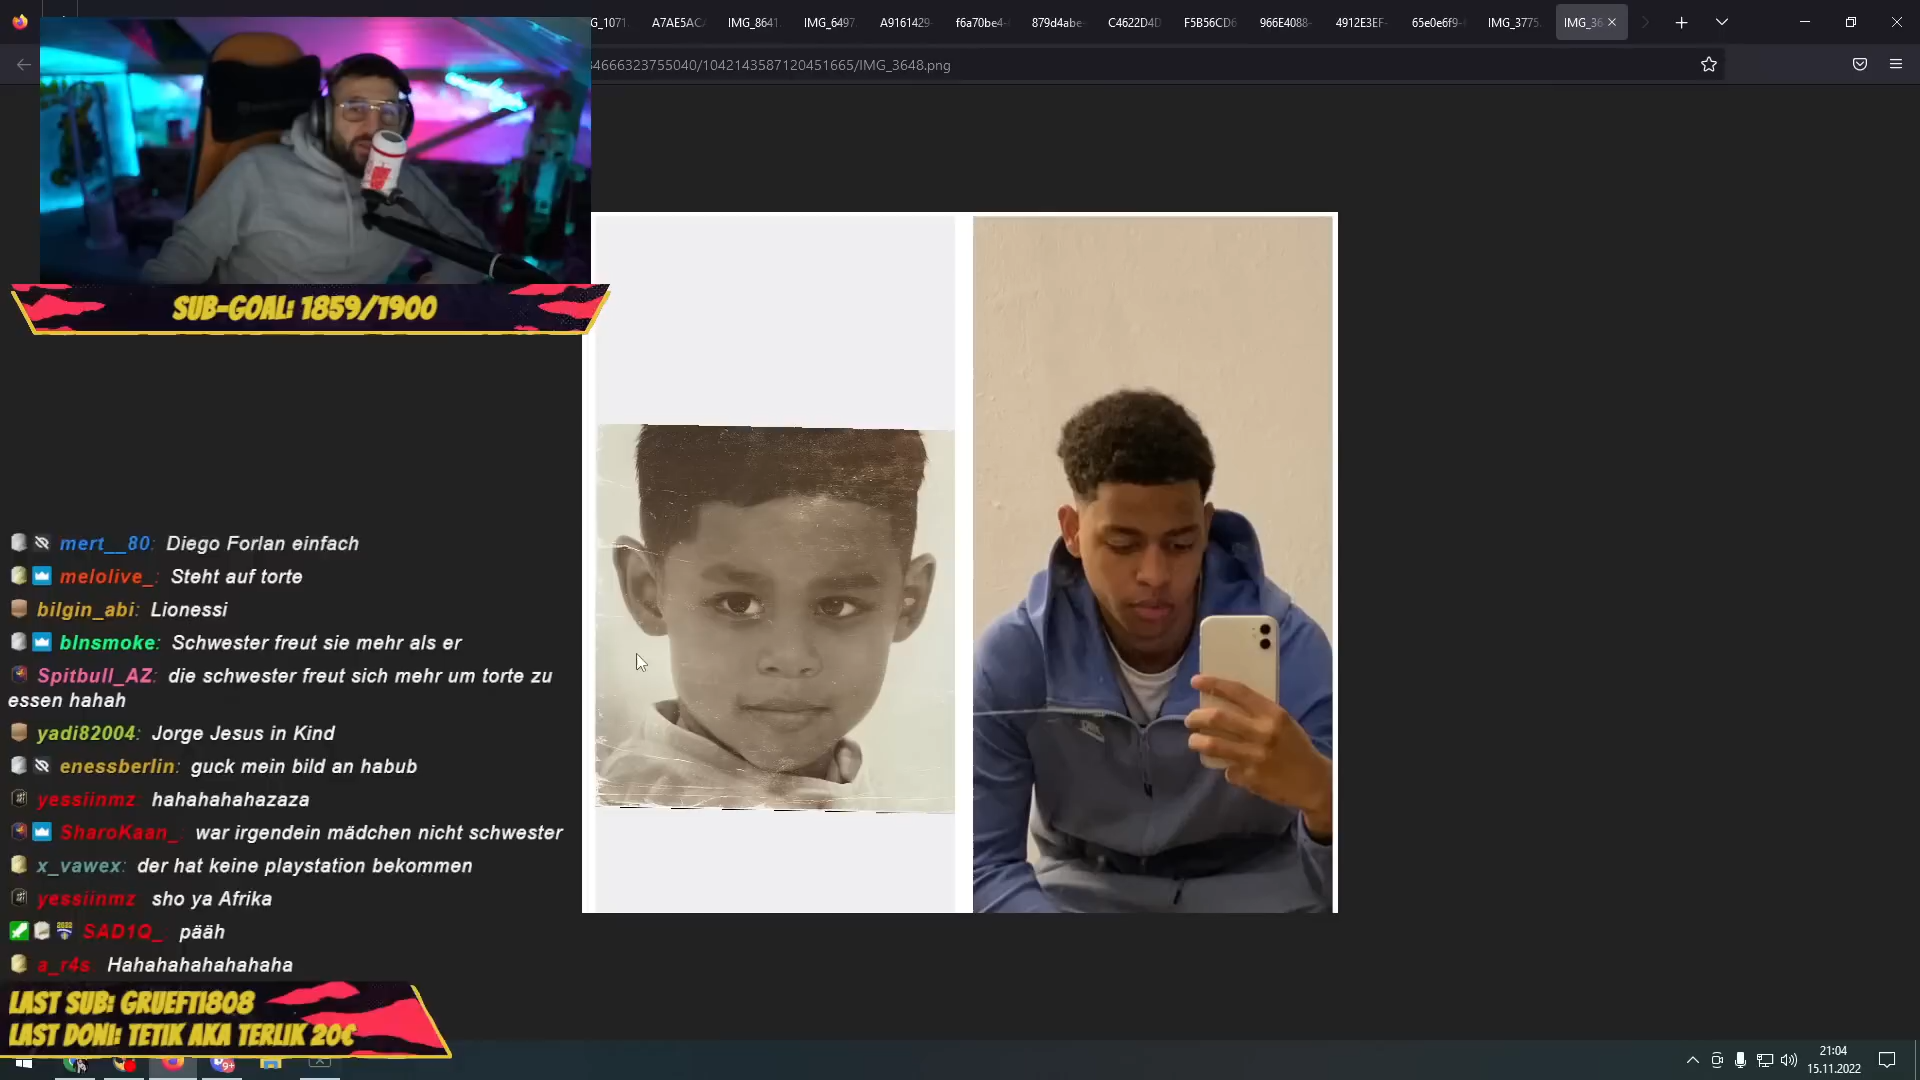 G_1071
A7AE5ACA
IMG_8641
IMG_6497
A9161429-
f6a70be4-
879d4abe-
C4622D4D
F5B56CD6
966E4088-
4912E3EF-
65e0e6f9-
IMG_3775
IMG_36
34666323755040/1042143587120451665/IMG_3648.png
SUB-GOAL: 1859/1900
mert__80: Diego Forlan einfach
melolive_: Steht auf torte
bilgin_abi: Lionessi
blnsmoke: Schwester freut sie mehr als er
Spitbull_AZ: die schwester freut sich mehr um torte zu
essen hahah
yadi82004: Jorge Jesus in Kind
enessberlin: guck mein bild an habub
yessiinmz: hahahahahazaza
SharoKaan_: war irgendein mädchen nicht schwester
x_vawex: der hat keine playstation bekommen
yessiinmz sho ya Afrika
SAD1Q_: pääh
a_r4s: Hahahahahahahaha
LAST SUB: GRUEFTI808
LAST DONI: TETIK AKA TERLIK 20€
9+
21:04
15.11.2022